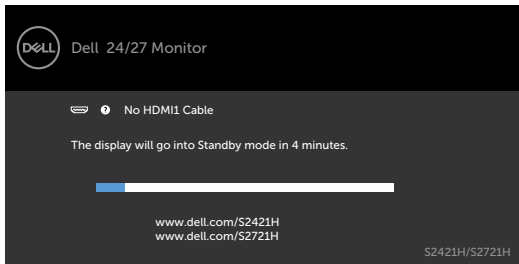 DELL
Dell 24/27 Monitor
? No HDMI1 Cable
The display will go into Standby mode in 4 minutes.
www.dell.com/S2421H
www.dell.com/S2721H
S2421H/S2721H